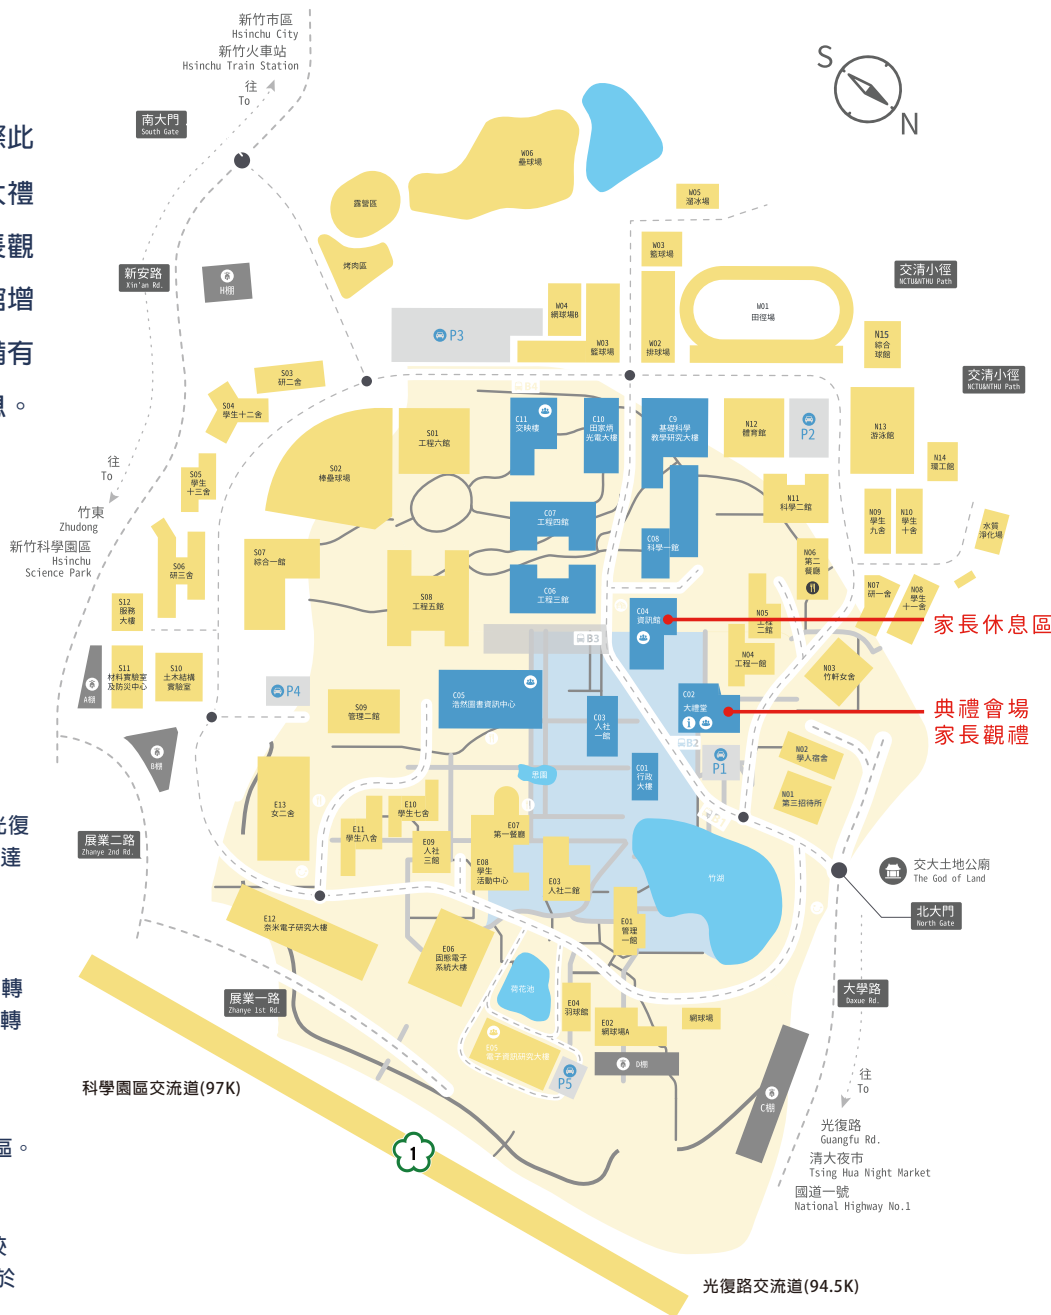 新竹市區
Hsinchu City
新竹火車站
Hsinchu Train Station
往
To
S
N
南大門
South Gate
際此
大禮
長觀
增
備有
息。
W06
壘球場
露營區
烤肉區
W05
溜冰場
W03
籃球場
新安路
Xin'an Rd.
H棚
交清小徑
NCTU&NTHU Path
W01
田徑場
W04
網球場B
W03
籃球場
W02
排球場
P3
N15
綜合
球館
交清小徑
NCTU&NTHU Path
S03
研二舍
S04
學生十二舍
B4
S01
工程六館
C11
交映樓
C10
田家炳
光電大樓
C9
基礎科學
教學研究大樓
N12
體育館
P2
N13
游泳館
N14
環工館
往
To
竹東
Zhudong
新竹科學園區
Hsinchu
Science Park
S05
學生
十三舍
S02
棒壘球場
N11
科學二館
N09
學生
九舍
N10
學生
十舍
水質
淨化場
C07
工程四館
C08
科學一館
S06
研三舍
S07
綜合一館
S08
工程五館
C06
工程三館
N06
第二
餐廳
N07
研一舍
N08
學生
十一舍
S12
服務
大樓
C04
資訊館
N05
工程
二館
家長休息區
B3
N04
工程一館
N03
竹軒女舍
S11
材料實驗室
及防災中心
S10
土木結構
實驗室
A棚
P4
S09
管理二館
C05
浩然圖書資訊中心
C03
人社
一館
C02
大禮堂
典禮會場
家長觀禮
B棚
B2
P1
N02
學人宿舍
思園
C01
行政
大樓
N01
第三招待所
E13
女二舍
E10
學生七舍
E11
學生八舍
E09
人社
三館
E07
第一餐廳
E08
學生
活動中心
E03
人社二館
竹湖
光復
達
展業二路
Zhanye 2nd Rd.
交大土地公廟
The God of Land
北大門
North Gate
E12
奈米電子研究大樓
E06
固態電子
系統大樓
E01
管理
一館
荷花池
E04
羽球館
E02
網球場A
網球場
轉
轉
展業一路
Zhanye 1st Rd.
大學路
Daxue Rd.
E05
電子資訊研究大樓
P5
D棚
C棚
科學園區交流道(97K)
1
往
To
光復路
Guangfu Rd.
清大夜市
Tsing Hua Night Market
國道一號
National Highway No.1
區。
於
光復路交流道(94.5K)